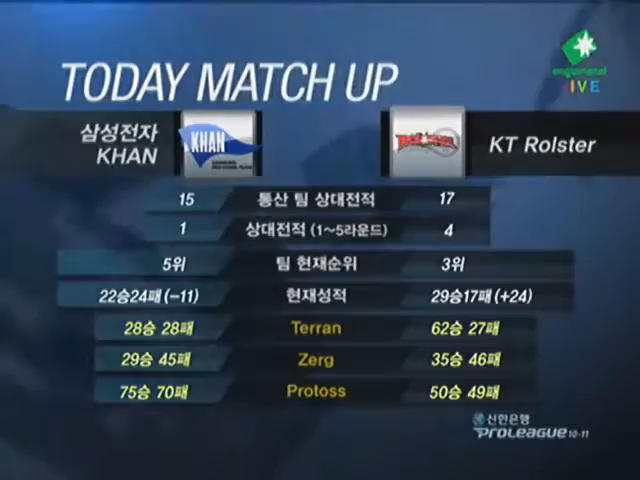 TODAY MATCH UP
IVE
삼성전자
KHAN
KHAN
KT Rolster
15 통산 팀 상대전적 17
1 상대전적 (1~5라운드) 4
5위 팀 현재순위 3위
22승24패 (-11) 현재성적 29승17패 (+24)
28승 28패 Terran 62승 27패
29승 45패 Zerg 35승 46패
75승 70패 Protoss 50승 49패
신한은행
PROLEAGUE 10-11